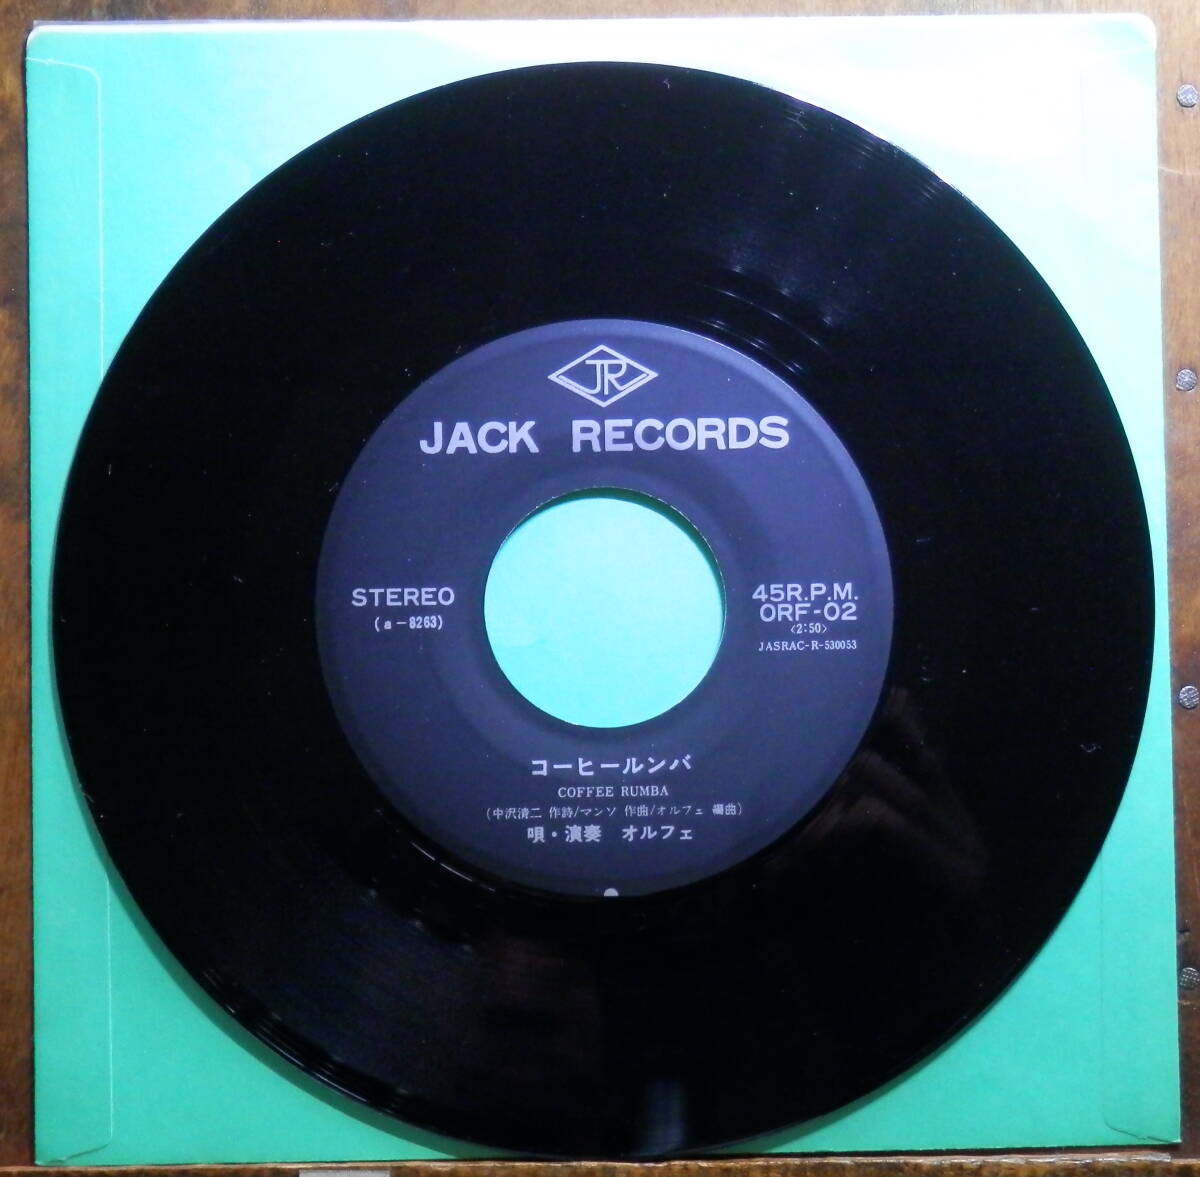 JR
JACK RECORDS
STEREO
(a-8263)
45R.P.M.
ORF-02
<2:50>
JASRAC-R-530053
コーヒールンバ
COFFEE RUMBA
(中沢清二 作詩/マンソ 作曲/オルフェ 編曲)
唄・演奏 オルフェ